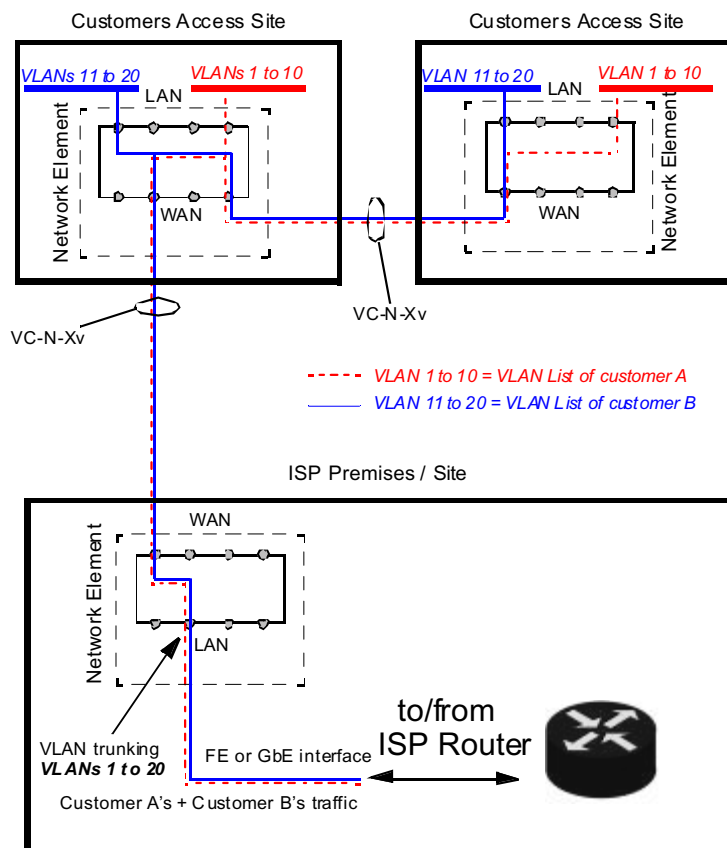 Customers Access Site
Customers Access Site
VLANs 11 to 20
VLANs 1 to 10
VLAN 11 to 20
VLAN 1 to 10
LAN
LAN
Network Element
Network Element
WAN
WAN
VC-N-Xv
VC-N-Xv
VLAN 1 to 10 = VLAN List of customer A
VLAN 11 to 20 = VLAN List of customer B
ISP Premises / Site
WAN
Network Element
LAN
to/from
ISP Router
VLAN trunking
VLANs 1 to 20
FE or GbE interface
Customer A's + Customer B's traffic